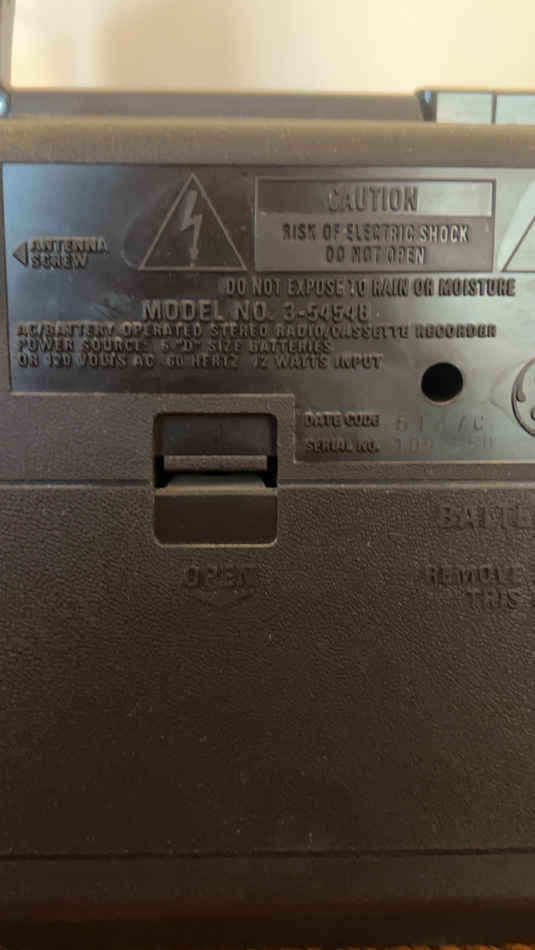 CAUTION
RISK OF ELECTRIC SHOCK
DO NOT OPEN
ANTENNA
SCREW
DO NOT EXPOSE TO RAIN OR MOISTURE
MODEL NO. 3-5454B
AC/BATTERY OPERATED STEREO RADIO/CASSETTE RECORDER
POWER SOURCE: 6 "D" SIZE BATTERIES
OR 120 VOLTS AC 60 HERTZ 12 WATTS INPUT
DATE CODE
SERIAL NO.
OPEN
REMOVE